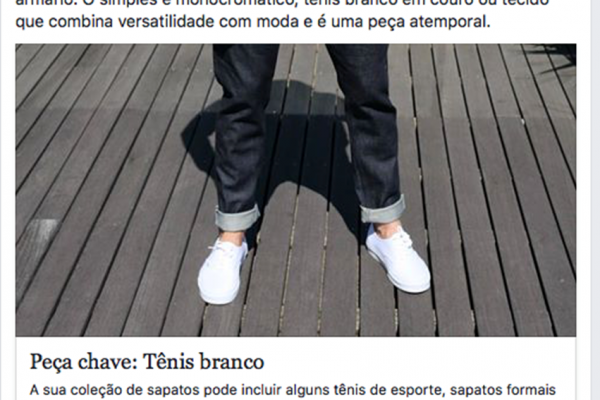 armário. O simples e monocromático, tênis branco em couro ou tecido
que combina versatilidade com moda e é uma peça atemporal.
Peça chave: Tênis branco
A sua coleção de sapatos pode incluir alguns tênis de esporte, sapatos formais